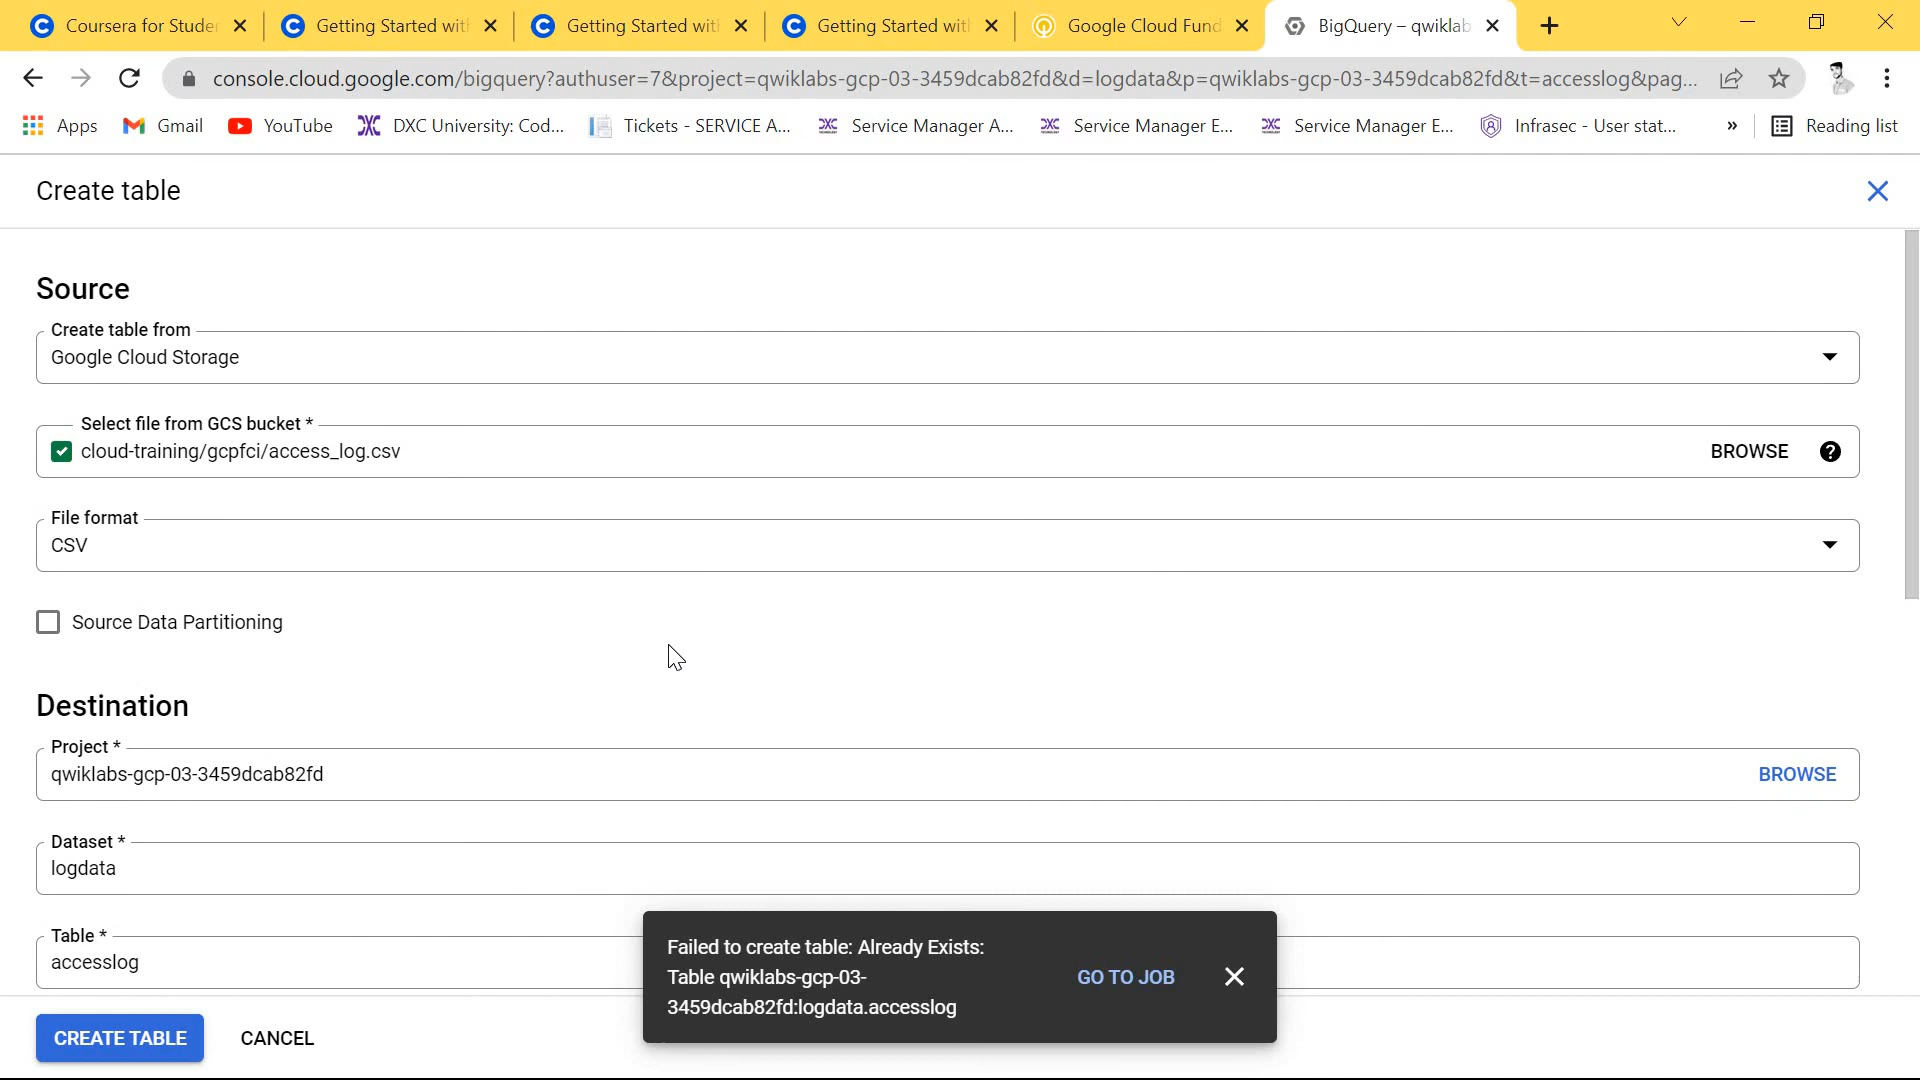 Coursera for Studer
Getting Started with
Getting Started with
Getting Started with
Google Cloud Fund
BigQuery – qwiklab
console.cloud.google.com/bigquery?authuser=7&project=qwiklabs-gcp-03-3459dcab82fd&d=logdata&p=qwiklabs-gcp-03-3459dcab82fd&t=accesslog&pag...
Apps
Gmail
YouTube
DXC University: Cod...
Tickets - SERVICE A...
Service Manager A...
Service Manager E...
Service Manager E...
Infrasec - User stat...
»
Reading list
Create table
Source
Create table from
Google Cloud Storage
Select file from GCS bucket *
cloud-training/gcpfci/access_log.csv
BROWSE
File format
CSV
Source Data Partitioning
Destination
Project *
qwiklabs-gcp-03-3459dcab82fd
BROWSE
Dataset *
logdata
Table *
accesslog
Failed to create table: Already Exists:
Table qwiklabs-gcp-03-
3459dcab82fd:logdata.accesslog
GO TO JOB
CREATE TABLE
CANCEL